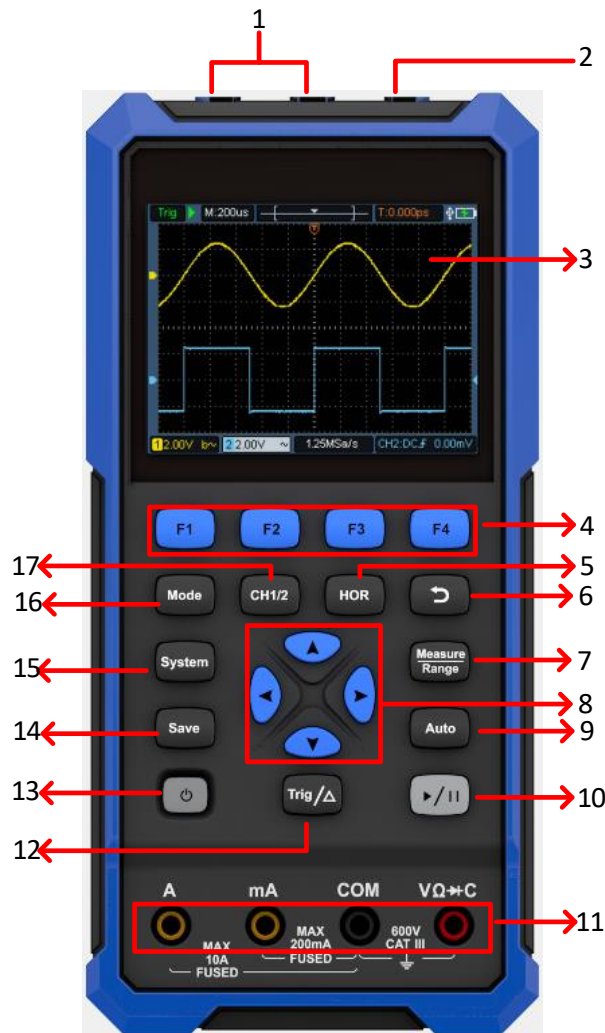 1
2
Trig M:200us T:0.000ps
3
1 2.00V 2 2.00V ~ 1.25MSa/s CH2:DC 0.00mV
F1 F2 F3 F4 4
17 5
16 Mode CH1/2 HOR 6
15 System Measure 7
Range
8
14 Save Auto 9
13 10
12 Trig/△ ▶/II
A mA COM VΩC
11
MAX 600V
MAX 200mA CAT III
10A FUSED
FUSED